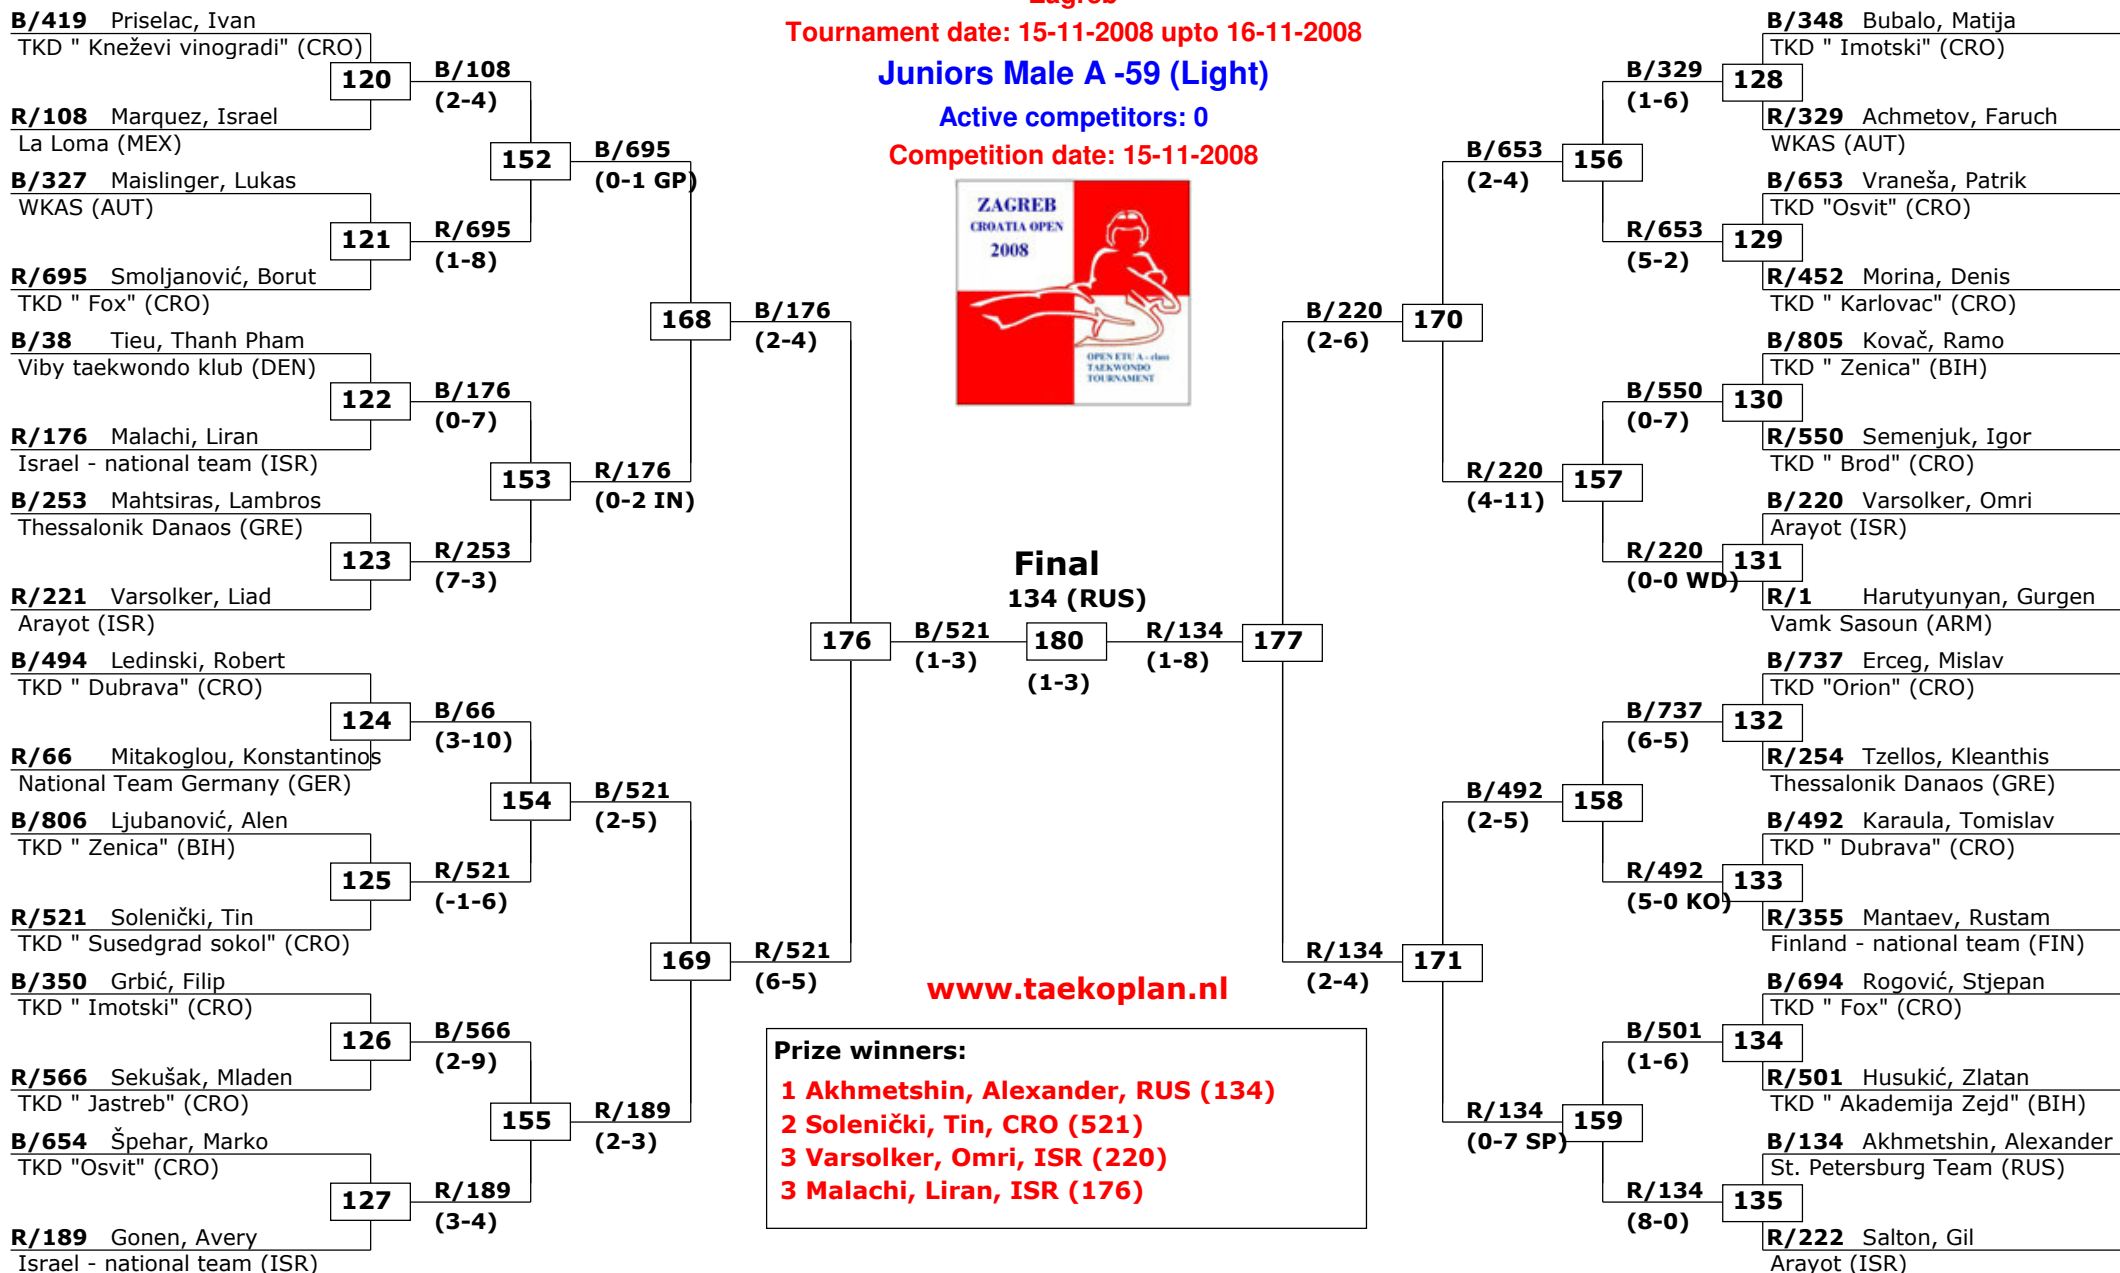 Zagreb
Tournament date: 15-11-2008 upto 16-11-2008
Juniors Male A -59 (Light)
Active competitors: 0
Competition date: 15-11-2008
ZAGREB
CROATIA OPEN
2008
OPEN ETU A - class
TAEKWONDO
TOURNAMENT
B/419 Priselac, Ivan
TKD " Kneževi vinogradi" (CRO)
120
R/108 Marquez, Israel
La Loma (MEX)
B/327 Maislinger, Lukas
WKAS (AUT)
121
R/695 Smoljanović, Borut
TKD " Fox" (CRO)
B/38 Tieu, Thanh Pham
Viby taekwondo klub (DEN)
122
R/176 Malachi, Liran
Israel - national team (ISR)
B/253 Mahtsiras, Lambros
Thessalonik Danaos (GRE)
123
R/221 Varsolker, Liad
Arayot (ISR)
B/494 Ledinski, Robert
TKD " Dubrava" (CRO)
124
R/66 Mitakoglou, Konstantinos
National Team Germany (GER)
B/806 Ljubanović, Alen
TKD " Zenica" (BIH)
125
R/521 Solenički, Tin
TKD " Susedgrad sokol" (CRO)
B/350 Grbić, Filip
TKD " Imotski" (CRO)
126
R/566 Sekušak, Mladen
TKD " Jastreb" (CRO)
B/654 Špehar, Marko
TKD "Osvit" (CRO)
127
R/189 Gonen, Avery
Israel - national team (ISR)
B/108
(2-4)
152
R/695
(1-8)
B/176
(0-7)
153
R/253
(7-3)
B/66
(3-10)
154
R/521
(-1-6)
B/566
(2-9)
155
R/189
(3-4)
B/695
(0-1 GP)
168
R/176
(0-2 IN)
B/521
(2-5)
169
R/189
(2-3)
B/176
(2-4)
176
R/521
(6-5)
B/521
(1-3)
Final
134 (RUS)
180
(1-3)
R/134
(1-8)
B/220
(2-6)
177
R/134
(2-4)
B/653
(2-4)
170
R/220
(4-11)
B/492
(2-5)
171
R/134
(0-7 SP)
B/329
(1-6)
156
R/653
(5-2)
B/550
(0-7)
157
R/220
(0-0 WD)
B/737
(6-5)
158
R/492
(5-0 KO)
B/501
(1-6)
159
R/134
(8-0)
B/348 Bubalo, Matija
TKD " Imotski" (CRO)
128
R/329 Achmetov, Faruch
WKAS (AUT)
B/653 Vraneša, Patrik
TKD "Osvit" (CRO)
129
R/452 Morina, Denis
TKD " Karlovac" (CRO)
B/805 Kovač, Ramo
TKD " Zenica" (BIH)
130
R/550 Semenjuk, Igor
TKD " Brod" (CRO)
B/220 Varsolker, Omri
Arayot (ISR)
131
R/1 Harutyunyan, Gurgen
Vamk Sasoun (ARM)
B/737 Erceg, Mislav
TKD "Orion" (CRO)
132
R/254 Tzellos, Kleanthis
Thessalonik Danaos (GRE)
B/492 Karaula, Tomislav
TKD " Dubrava" (CRO)
133
R/355 Mantaev, Rustam
Finland - national team (FIN)
B/694 Rogović, Stjepan
TKD " Fox" (CRO)
134
R/501 Husukić, Zlatan
TKD " Akademija Zejd" (BIH)
B/134 Akhmetshin, Alexander
St. Petersburg Team (RUS)
135
R/222 Salton, Gil
Arayot (ISR)
www.taekoplan.nl
Prize winners:
1 Akhmetshin, Alexander, RUS (134)
2 Solenički, Tin, CRO (521)
3 Varsolker, Omri, ISR (220)
3 Malachi, Liran, ISR (176)